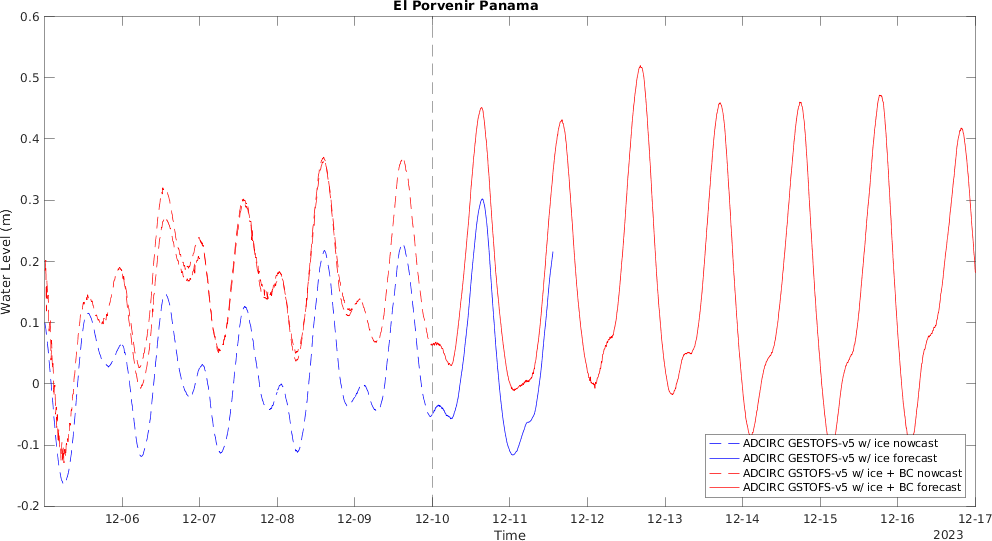 El Porvenir Panama
0.6
0.5
0.4
0.3
0.2
0.1
0
-0.1
-0.2
Water Level (m)
ADCIRC GESTOFS-v5 w/ ice nowcast
ADCIRC GESTOFS-v5 w/ ice forecast
ADCIRC GSTOFS-v5 w/ ice + BC nowcast
ADCIRC GSTOFS-v5 w/ ice + BC forecast
12-06 12-07 12-08 12-09 12-10 12-11 12-12 12-13 12-14 12-15 12-16 12-17
Time
2023